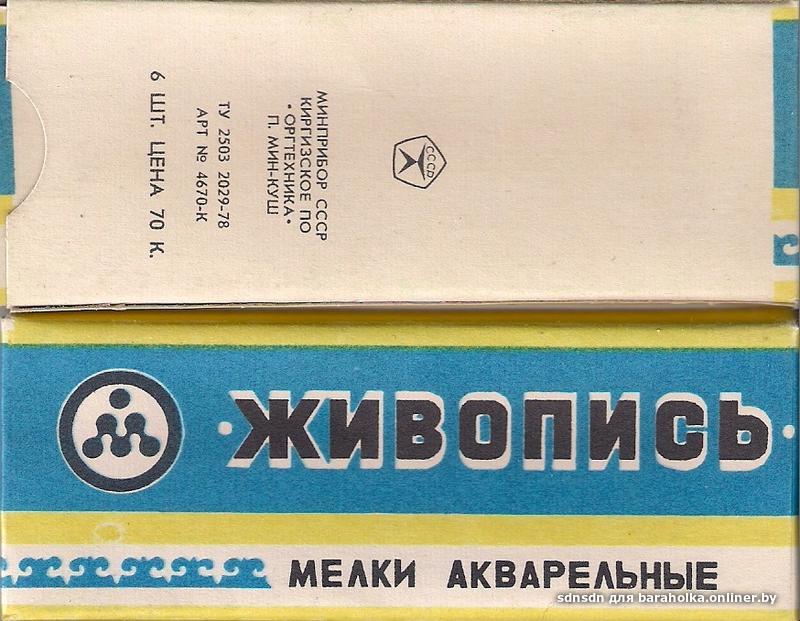 МИНПРИБОР СССР
КИРГИЗСКОЕ ПО
• ОРГТЕХНИКА •
П. МИН-КУШ
ТУ 2503 2029-78
АРТ № 4670-К
6 ШТ. ЦЕНА 70 К.
СССР
• ЖИВОПИСЬ •
МЕЛКИ АКВАРЕЛЬНЫЕ
sdnsdn для baraholka.onliner.by